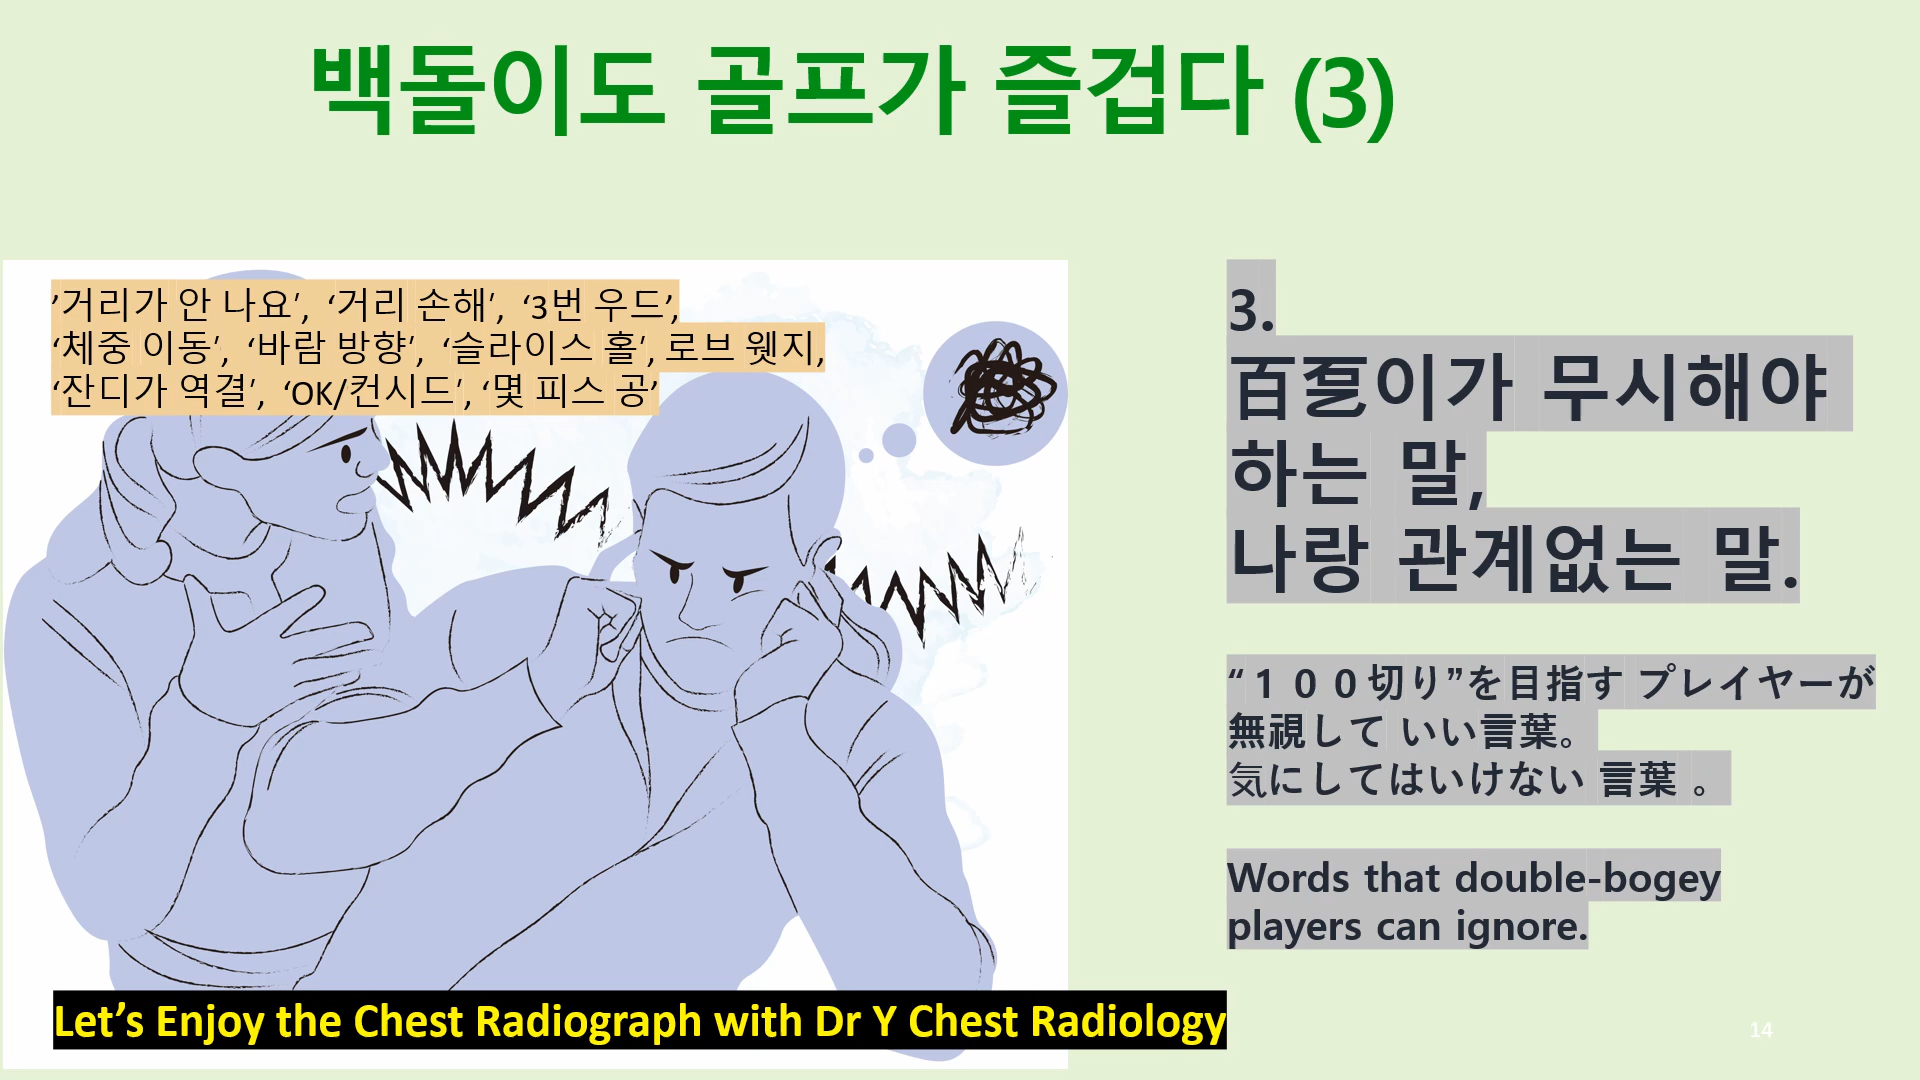 백돌이도 골프가 즐겁다 (3)
’거리가 안 나요’, ‘거리 손해’, ‘3번 우드’,
‘체중 이동’, ‘바람 방향’, ‘슬라이스 홀’, 로브 웻지,
‘잔디가 역결’, ‘OK/컨시드’, ‘몇 피스 공’
3.
百乭이가 무시해야
하는 말,
나랑 관계없는 말.
“１００切り”を目指す プレイヤーが
無視して いい言葉。
気にしてはいけない 言葉 。
Words that double-bogey
players can ignore.
Let’s Enjoy the Chest Radiograph with Dr Y Chest Radiology
14